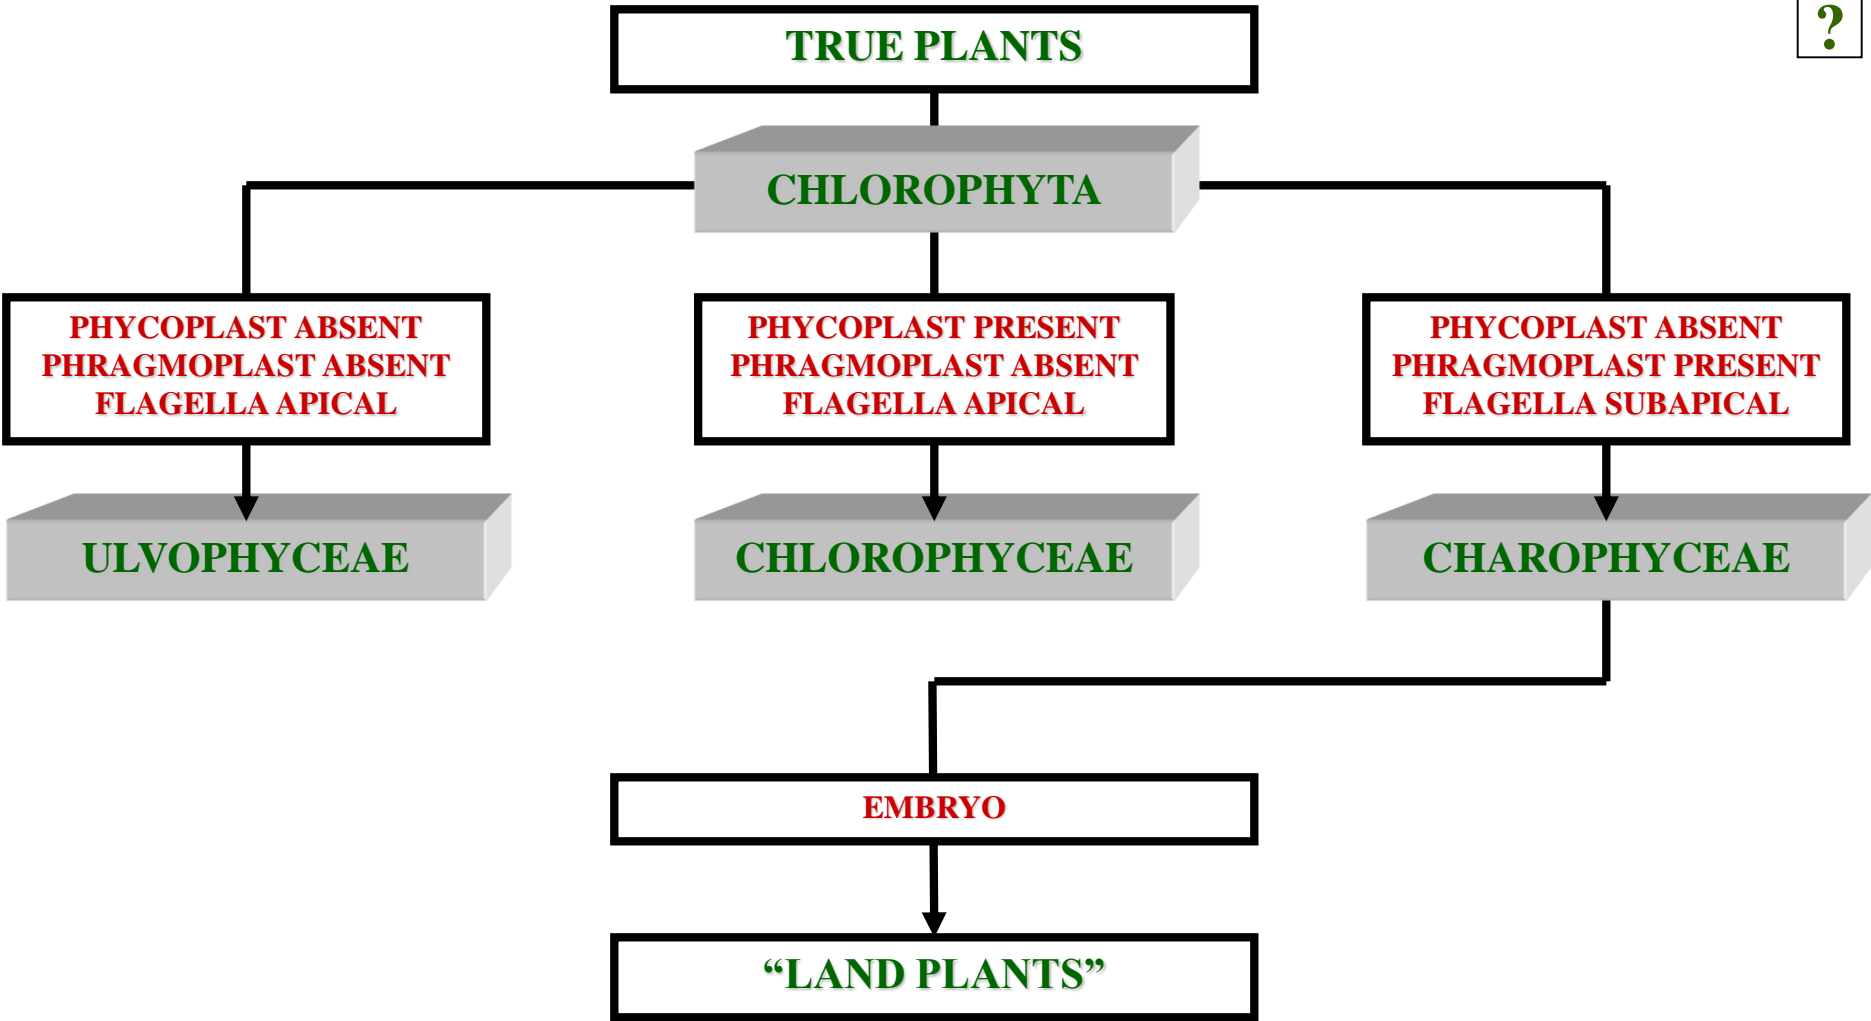 ?
TRUE PLANTS
CHLOROPHYTA
PHYCOPLAST ABSENT
PHRAGMOPLAST ABSENT
FLAGELLA APICAL
PHYCOPLAST PRESENT
PHRAGMOPLAST ABSENT
FLAGELLA APICAL
PHYCOPLAST ABSENT
PHRAGMOPLAST PRESENT
FLAGELLA SUBAPICAL
ULVOPHYCEAE
CHLOROPHYCEAE
CHAROPHYCEAE
EMBRYO
“LAND PLANTS”